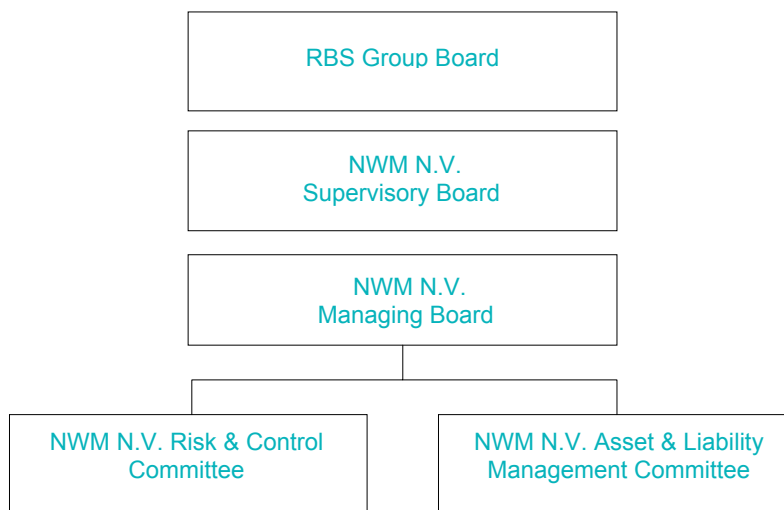 RBS Group Board
NWM N.V.
Supervisory Board
NWM N.V.
Managing Board
NWM N.V. Risk & Control
Committee
NWM N.V. Asset & Liability
Management Committee